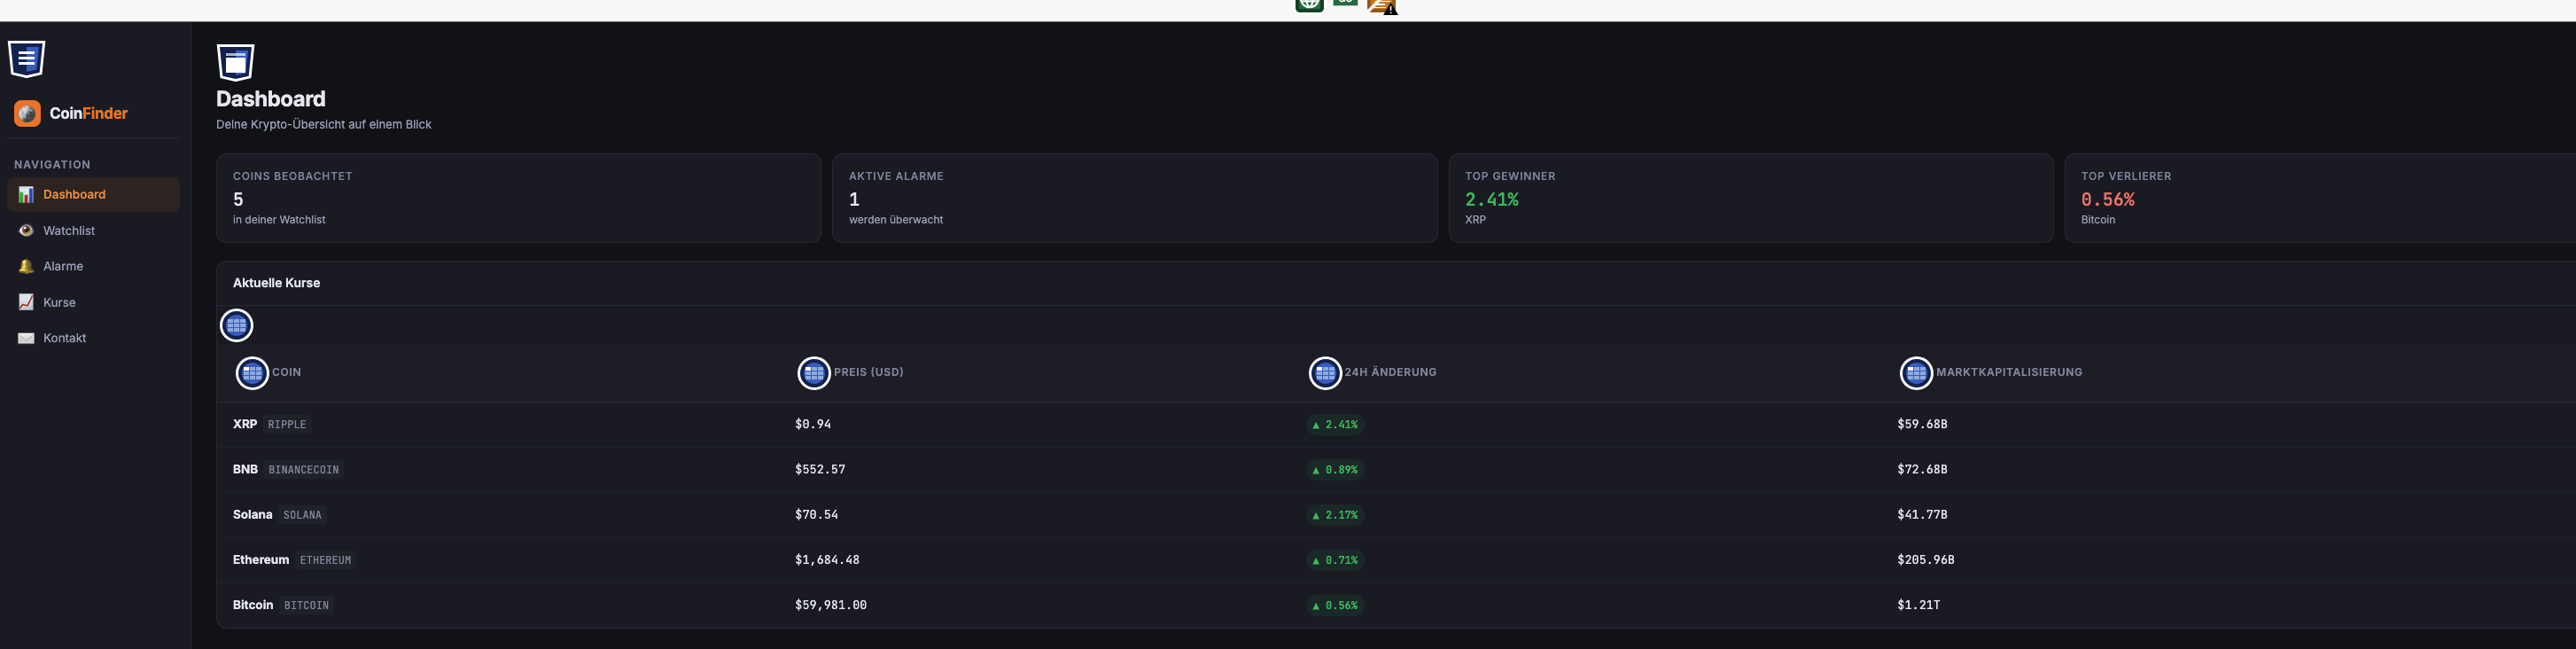 CoinFinder
NAVIGATION
Dashboard
Watchlist
Alarme
Kurse
Kontakt
Dashboard
Deine Krypto-Übersicht auf einem Blick
COINS BEOBACHTET
5
in deiner Watchlist
AKTIVE ALARME
1
werden überwacht
TOP GEWINNER
2.41%
XRP
TOP VERLIERER
0.56%
Bitcoin
Aktuelle Kurse
COIN PREIS (USD) 24H ÄNDERUNG MARKTKAPITALISIERUNG
XRP RIPPLE $0.94 ▲ 2.41% $59.68B
BNB BINANCECOIN $552.57 ▲ 0.89% $72.68B
Solana SOLANA $70.54 ▲ 2.17% $41.77B
Ethereum ETHEREUM $1,684.48 ▲ 0.71% $205.96B
Bitcoin BITCOIN $59,981.00 ▲ 0.56% $1.21T